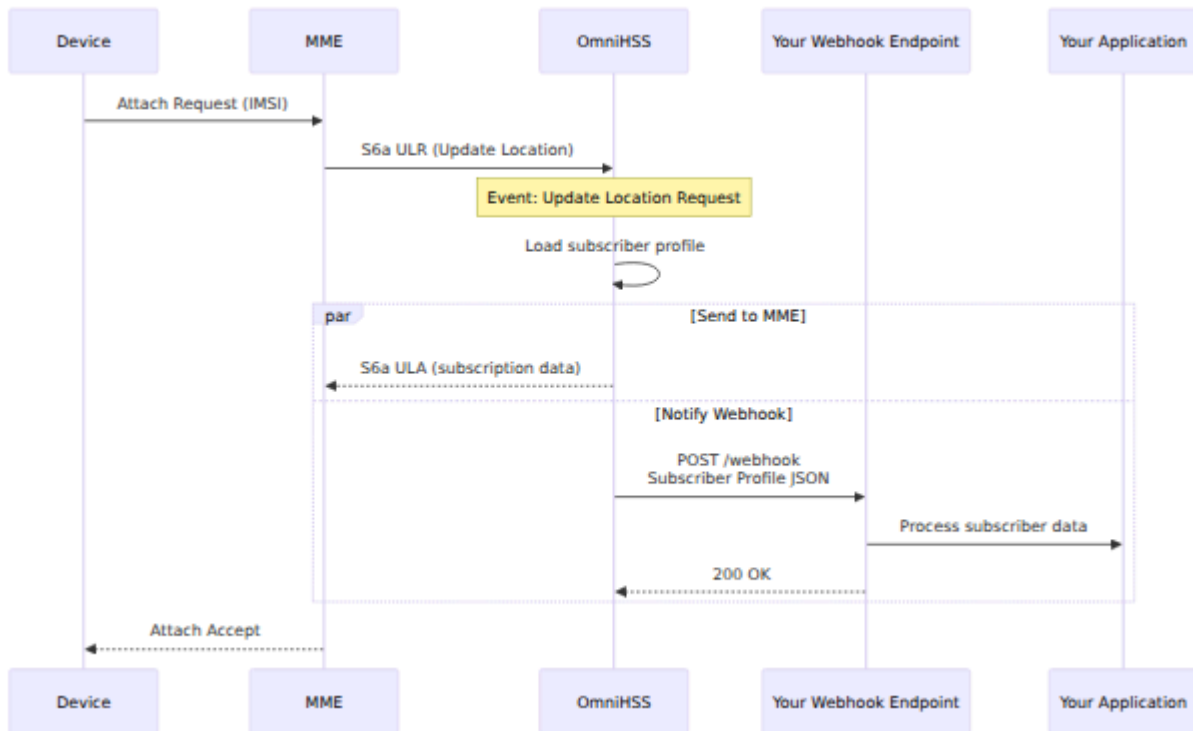 Device
MME
OmniHSS
Your Webhook Endpoint
Your Application
Attach Request (IMSI)
S6a ULR (Update Location)
Event: Update Location Request
Load subscriber profile
par
[Send to MME]
S6a ULA (subscription data)
[Notify Webhook]
POST /webhook
Subscriber Profile JSON
Process subscriber data
200 OK
Attach Accept
Device
MME
OmniHSS
Your Webhook Endpoint
Your Application